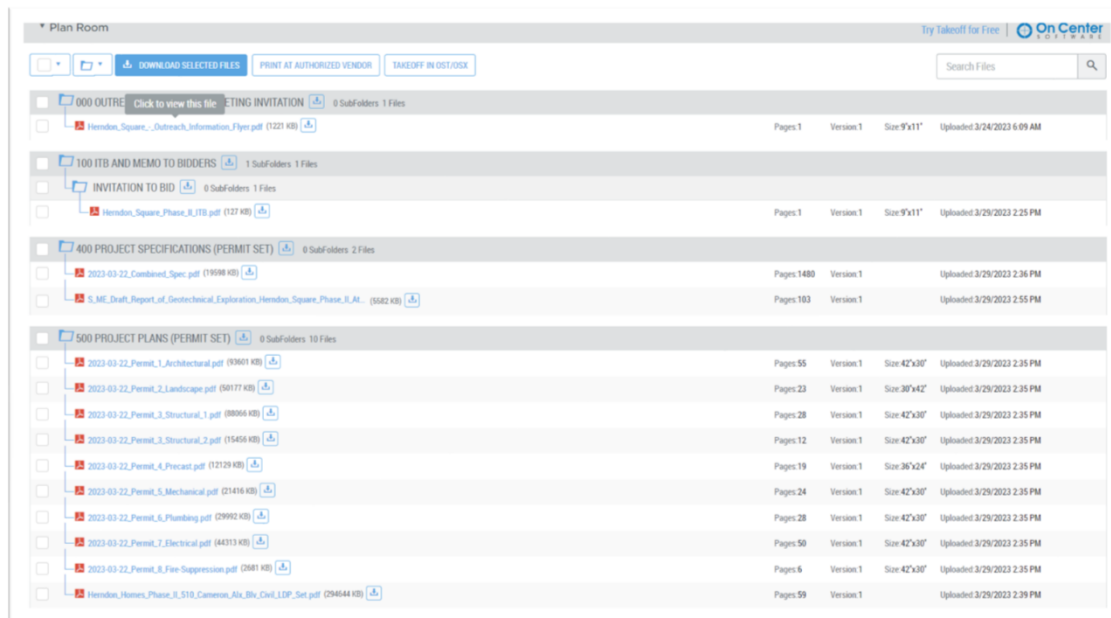 Plan Room
Try Takeoff for Free | On Center
SOFTWARE
DOWNLOAD SELECTED FILES PRINT AT AUTHORIZED VENDOR TAKEOFF IN OST/OSX Search Files
000 OUTRE Click to view this file ETING INVITATION 0 SubFolders 1 Files
Herndon_Square_-_Outreach_Information_Flyer.pdf (1221 KB) Pages:1 Version:1 Size:9"x11" Uploaded:3/24/2023 6:09 AM
100 ITB AND MEMO TO BIDDERS 1 SubFolders 1 Files
INVITATION TO BID 0 SubFolders 1 Files
Herndon_Square_Phase_II_ITB.pdf (127 KB) Pages:1 Version:1 Size:9"x11" Uploaded:3/29/2023 2:25 PM
400 PROJECT SPECIFICATIONS (PERMIT SET) 0 SubFolders 2 Files
2023-03-22_Combined_Spec.pdf (19598 KB) Pages:1480 Version:1 Uploaded:3/29/2023 2:36 PM
S_ME_Draft_Report_of_Geotechnical_Exploration_Herndon_Square_Phase_II_At... (5582 KB) Pages:103 Version:1 Uploaded:3/29/2023 2:55 PM
500 PROJECT PLANS (PERMIT SET) 0 SubFolders 10 Files
2023-03-22_Permit_1_Architectural.pdf (93601 KB) Pages:55 Version:1 Size:42"x30" Uploaded:3/29/2023 2:35 PM
2023-03-22_Permit_2_Landscape.pdf (50177 KB) Pages:23 Version:1 Size:30"x42" Uploaded:3/29/2023 2:35 PM
2023-03-22_Permit_3_Structural_1.pdf (88066 KB) Pages:28 Version:1 Size:42"x30" Uploaded:3/29/2023 2:35 PM
2023-03-22_Permit_3_Structural_2.pdf (15456 KB) Pages:12 Version:1 Size:42"x30" Uploaded:3/29/2023 2:35 PM
2023-03-22_Permit_4_Precast.pdf (12129 KB) Pages:19 Version:1 Size:36"x24" Uploaded:3/29/2023 2:35 PM
2023-03-22_Permit_5_Mechanical.pdf (21416 KB) Pages:24 Version:1 Size:42"x30" Uploaded:3/29/2023 2:35 PM
2023-03-22_Permit_6_Plumbing.pdf (29992 KB) Pages:28 Version:1 Size:42"x30" Uploaded:3/29/2023 2:35 PM
2023-03-22_Permit_7_Electrical.pdf (44313 KB) Pages:50 Version:1 Size:42"x30" Uploaded:3/29/2023 2:35 PM
2023-03-22_Permit_8_Fire-Suppression.pdf (2681 KB) Pages:6 Version:1 Size:42"x30" Uploaded:3/29/2023 2:35 PM
Herndon_Homes_Phase_II_510_Cameron_Alx_Blv_Civil_LDP_Set.pdf (294644 KB) Pages:59 Version:1 Uploaded:3/29/2023 2:39 PM